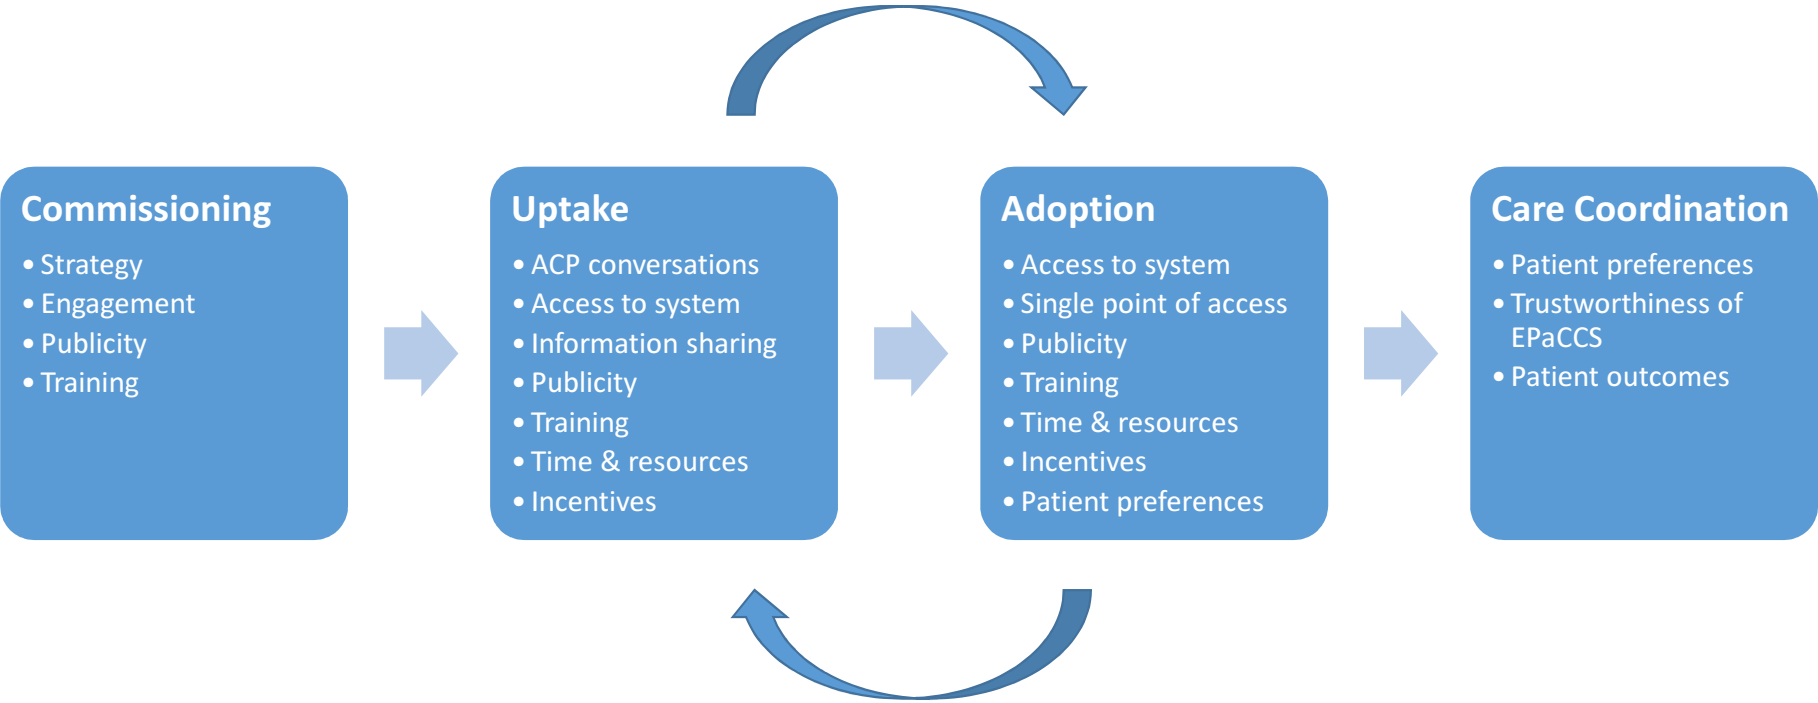 Commissioning
• Strategy
• Engagement
• Publicity
• Training
Uptake
• ACP conversations
• Access to system
• Information sharing
• Publicity
• Training
• Time & resources
• Incentives
Adoption
• Access to system
• Single point of access
• Publicity
• Training
• Time & resources
• Incentives
• Patient preferences
Care Coordination
• Patient preferences
• Trustworthiness of
EPaCCS
• Patient outcomes